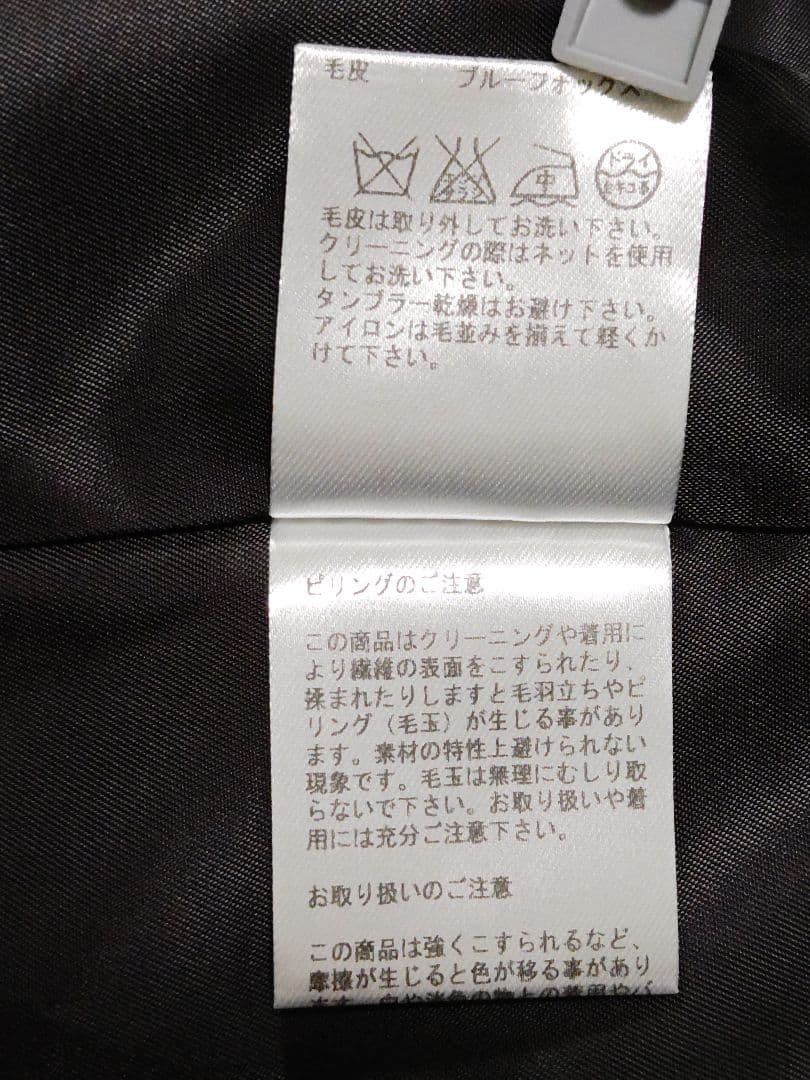 毛皮 ブルーフォックス
エンソ
サラシ
中
ドライ
セキユ系
毛皮は取り外してお洗い下さい。
クリーニングの際はネットを使用
してお洗い下さい。
タンブラー乾燥はお避け下さい。
アイロンは毛並みを揃えて軽くか
けて下さい。
ピリングのご注意
この商品はクリーニングや着用に
より繊維の表面をこすられたり、
揉まれたりしますと毛羽立ちやピ
リング（毛玉）が生じる事があり
ます。素材の特性上避けられない
現象です。毛玉は無理にむしり取
らないで下さい。お取り扱いや着
用には充分ご注意下さい。
お取り扱いのご注意
この商品は強くこすられるなど、
摩擦が生じると色が移る事があり